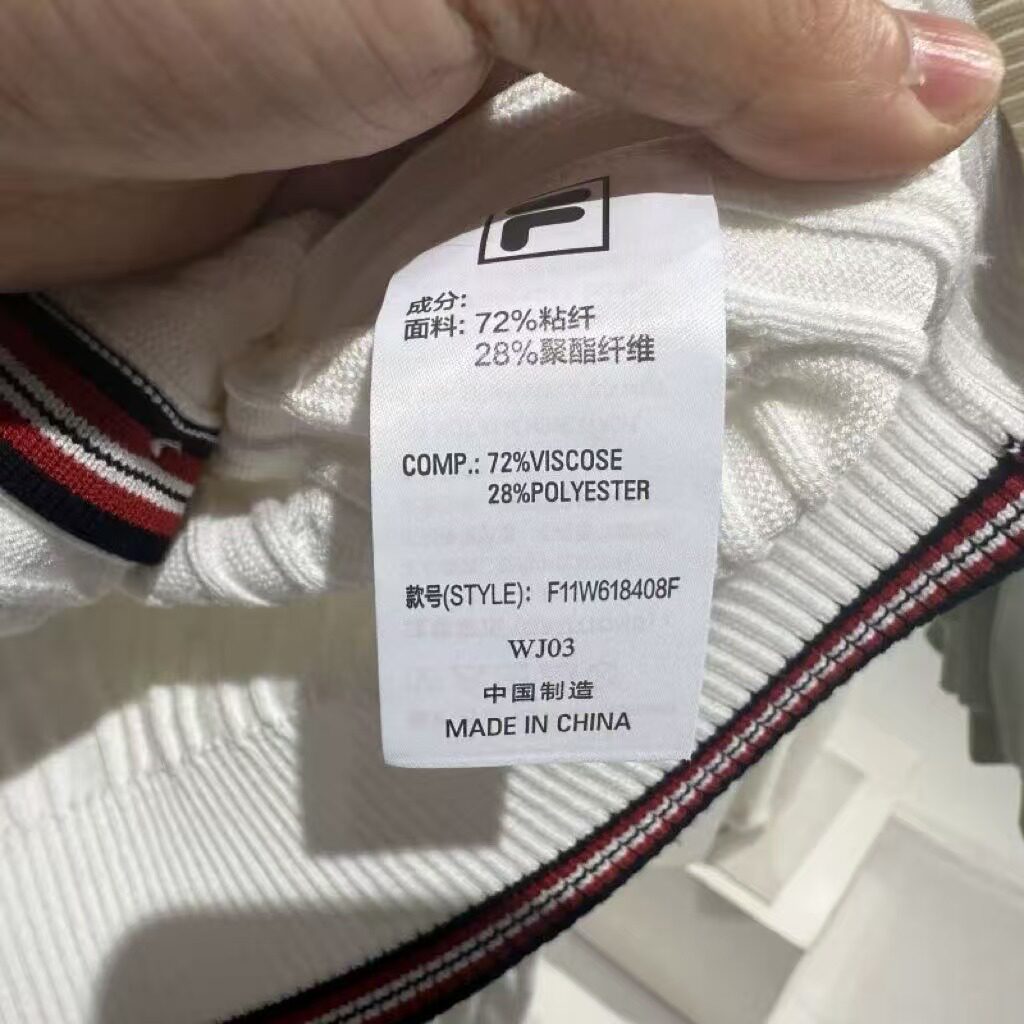 成分:
面料: 72%粘纤
28%聚酯纤维
COMP.: 72%VISCOSE
28%POLYESTER
款号(STYLE): F11W618408F
WJ03
中国制造
MADE IN CHINA